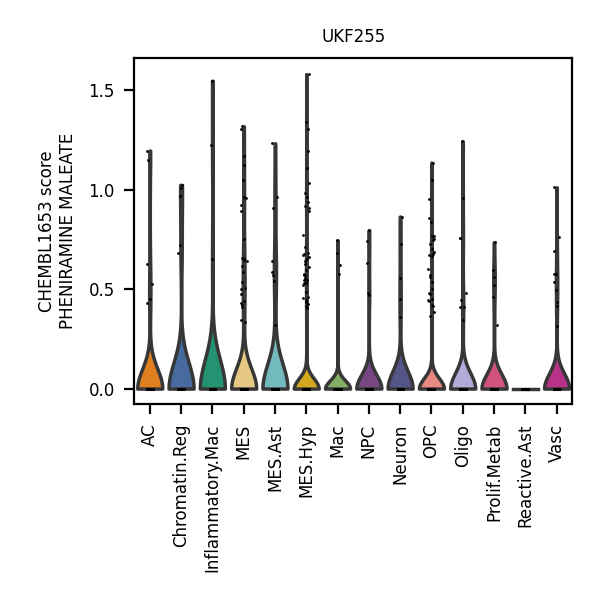 UKF255
CHEMBL1653 score
PHENIRAMINE MALEATE
1.5
1.0
0.5
0.0
AC
Chromatin.Reg
Inflammatory.Mac
MES
MES.Ast
MES.Hyp
Mac
NPC
Neuron
OPC
Oligo
Prolif.Metab
Reactive.Ast
Vasc